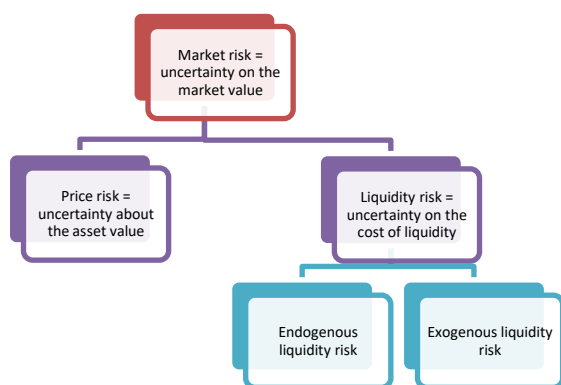 Market risk =
uncertainty on the
market value
Price risk =
uncertainty about
the asset value
Liquidity risk =
uncertainty on the
cost of liquidity
Endogenous
liquidity risk
Exogenous liquidity
risk